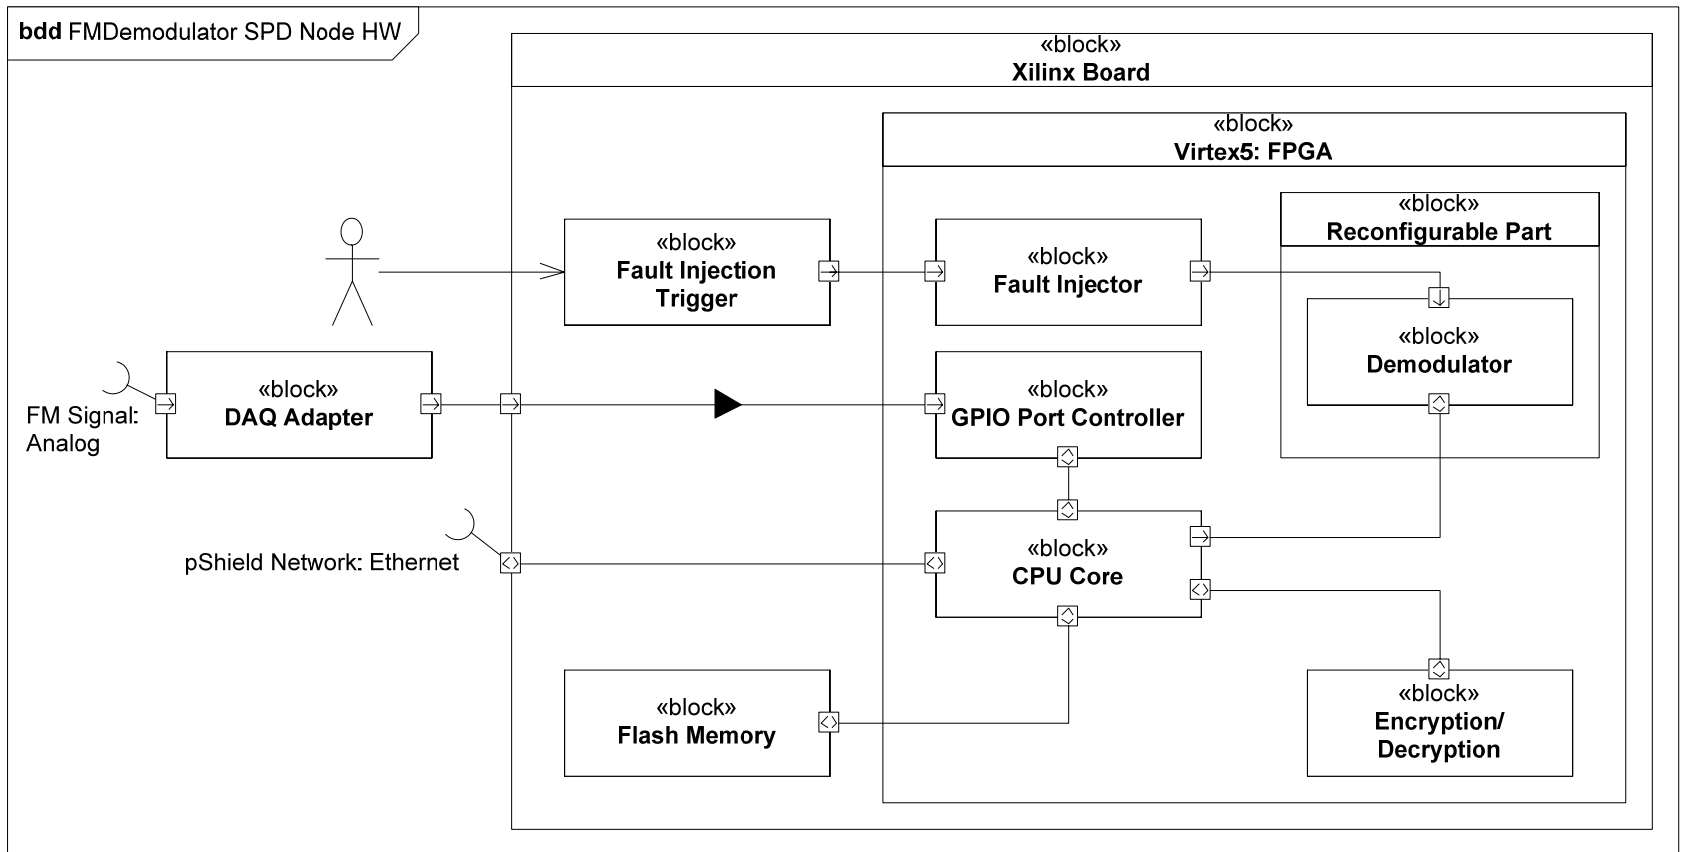 bdd FMDemodulator SPD Node HW
«block»
Xilinx Board
«block»
Virtex5: FPGA
«block»
Reconfigurable Part
«block»
Fault Injection
Trigger
«block»
Fault Injector
«block»
Demodulator
«block»
DAQ Adapter
FM Signal:
Analog
«block»
GPIO Port Controller
«block»
CPU Core
pShield Network: Ethernet
«block»
Flash Memory
«block»
Encryption/
Decryption